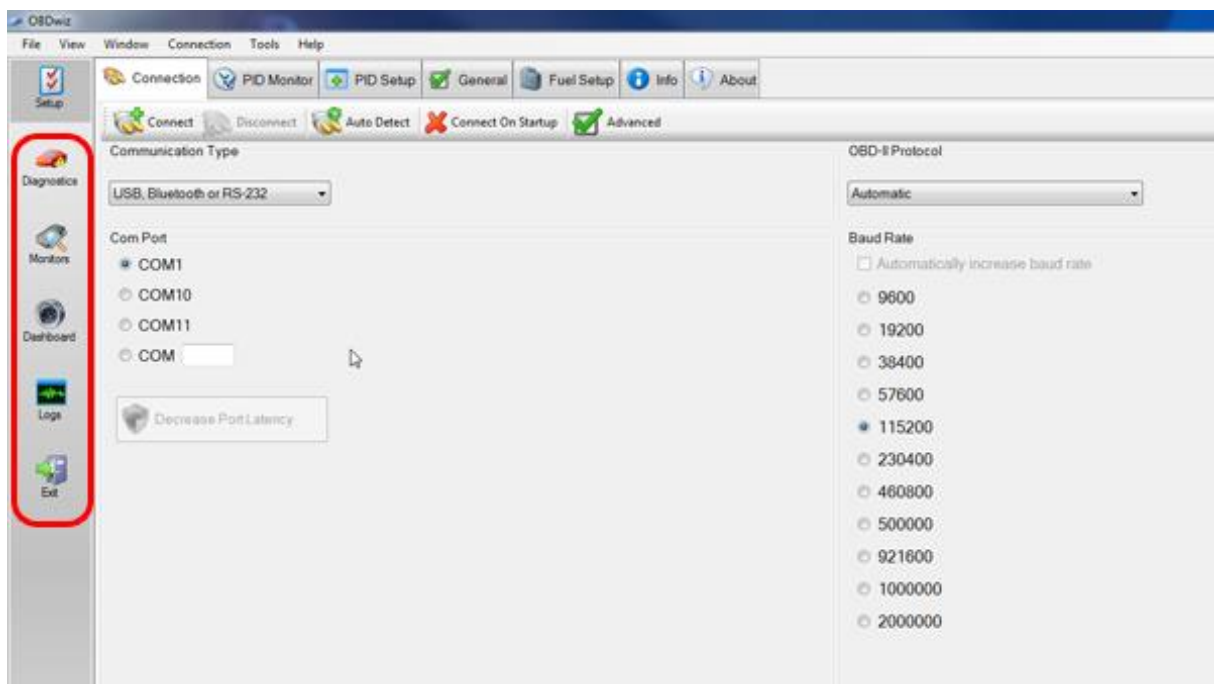 OBDwiz
File View Window Connection Tools Help
Setup
Connection PID Monitor PID Setup General Fuel Setup Info About
Connect Disconnect Auto Detect Connect On Startup Advanced
Diagnostics
Monitors
Dashboard
Logs
Exit
Communication Type
USB, Bluetooth or RS-232
Com Port
COM1
COM10
COM11
COM
Decrease Port Latency
OBD-II Protocol
Automatic
Baud Rate
Automatically increase baud rate
9600
19200
38400
57600
115200
230400
460800
500000
921600
1000000
2000000